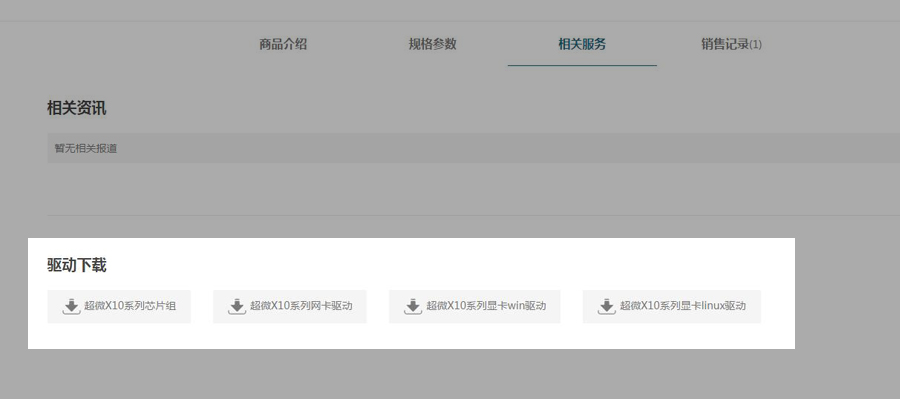 商品介绍 规格参数 相关服务 销售记录(1)
相关资讯
暂无相关报道
驱动下载
超微X10系列芯片组 超微X10系列网卡驱动 超微X10系列显卡win驱动 超微X10系列显卡linux驱动